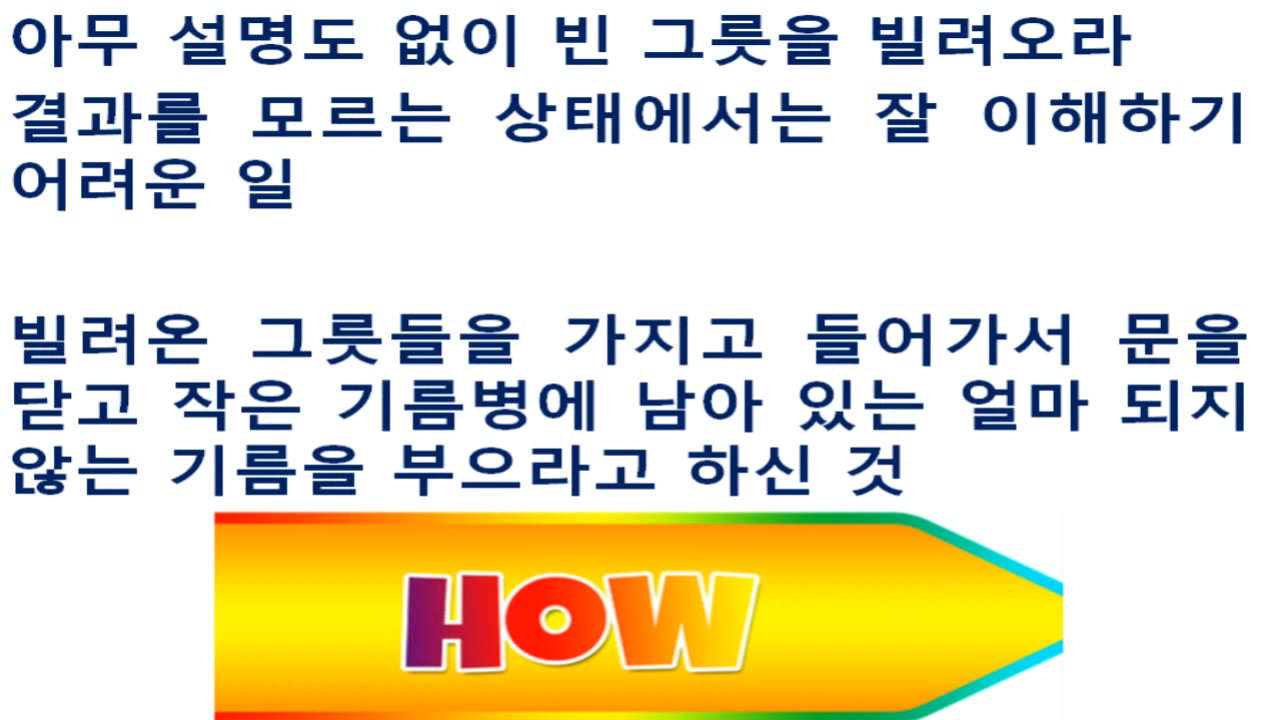 아무 설명도 없이 빈 그릇을 빌려오라
결과를 모르는 상태에서는 잘 이해하기
어려운 일
빌려온 그릇들을 가지고 들어가서 문을
닫고 작은 기름병에 남아 있는 얼마 되지
않는 기름을 부으라고 하신 것
HOW